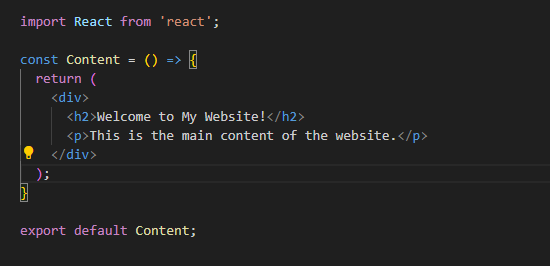 import React from 'react';
const Content = () => {
return (
<div>
<h2>Welcome to My Website!</h2>
<p>This is the main content of the website.</p>
</div>
);
}
export default Content;